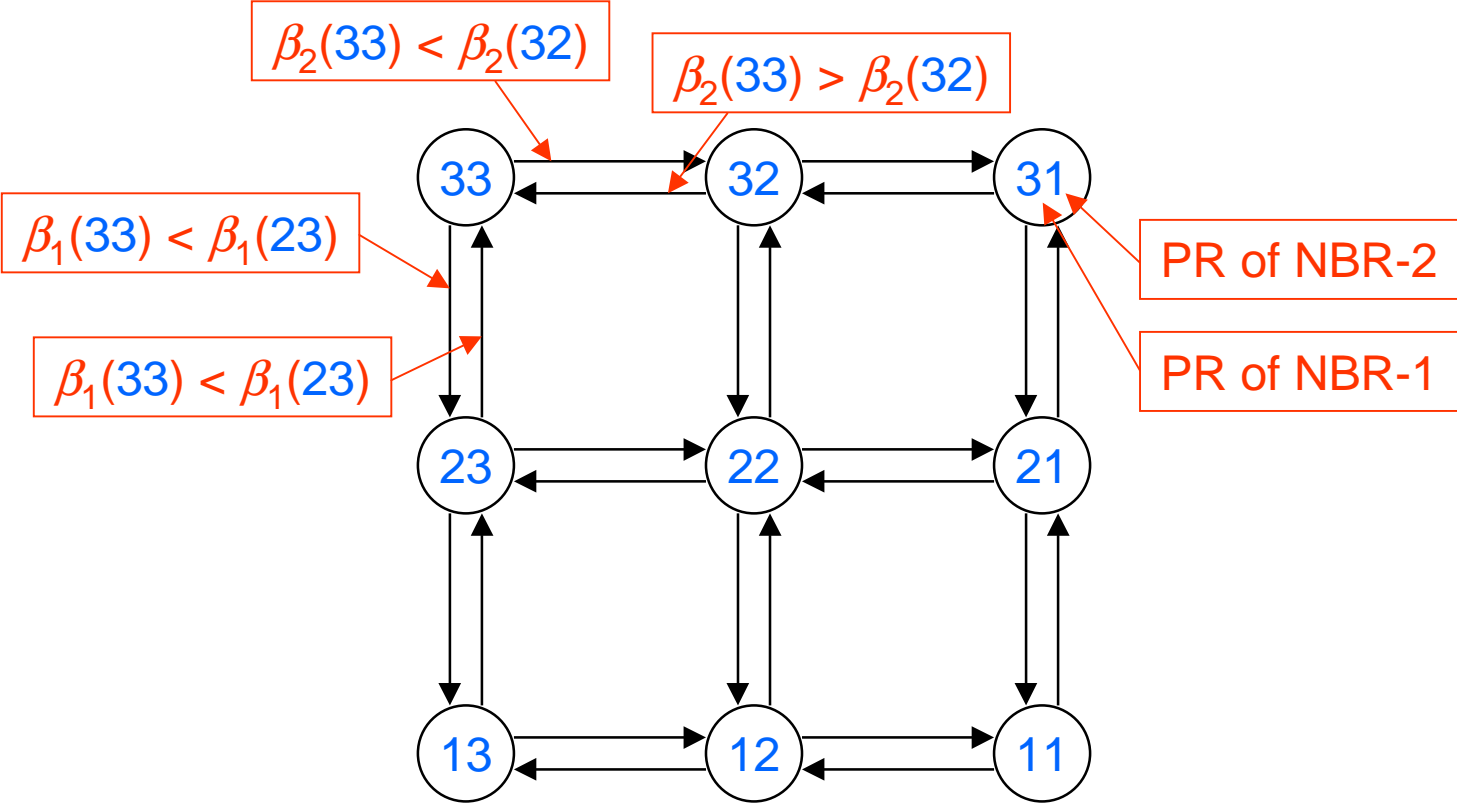 β₂(33) < β₂(32)
β₂(33) > β₂(32)
33
32
31
β₁(33) < β₁(23)
PR of NBR-2
β₁(33) < β₁(23)
PR of NBR-1
23
22
21
13
12
11